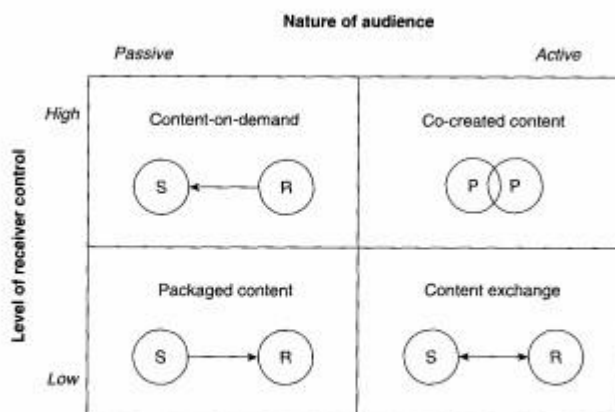 Nature of audience
Passive
Active
High
Content-on-demand
Co-created content
S
R
P
P
Level of receiver control
Packaged content
Content exchange
S
R
S
R
Low